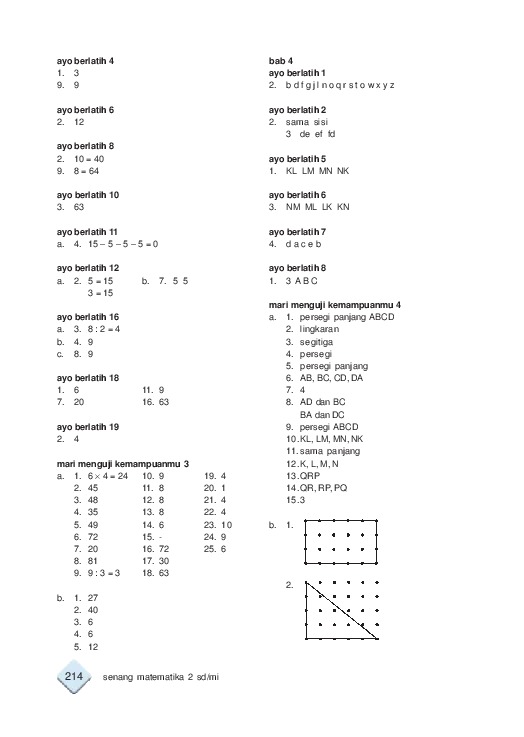 ayo berlatih 4
1. 3
9. 9
ayo berlatih 6
2. 12
ayo berlatih 8
2. 10 = 40
9. 8 = 64
ayo berlatih 10
3. 63
ayo berlatih 11
a. 4. 15 – 5 – 5 – 5 = 0
ayo berlatih 12
a. 2. 5 = 15 b. 7. 5 5
3 = 15
ayo berlatih 16
a. 3. 8 : 2 = 4
b. 4. 9
c. 8. 9
ayo berlatih 18
1. 6 11. 9
7. 20 16. 63
ayo berlatih 19
2. 4
mari menguji kemampuanmu 3
a. 1. 6 × 4 = 24 10. 9 19. 4
2. 45 11. 8 20. 1
3. 48 12. 8 21. 4
4. 35 13. 8 22. 4
5. 49 14. 6 23. 10
6. 72 15. - 24. 9
7. 20 16. 72 25. 6
8. 81 17. 30
9. 9 : 3 = 3 18. 63
b. 1. 27
2. 40
3. 6
4. 6
5. 12
bab 4
ayo berlatih 1
2. b d f g j l n o q r s t o w x y z
ayo berlatih 2
2. sama sisi
3 de ef fd
ayo berlatih 5
1. KL LM MN NK
ayo berlatih 6
3. NM ML LK KN
ayo berlatih 7
4. d a c e b
ayo berlatih 8
1. 3 A B C
mari menguji kemampuanmu 4
a. 1. persegi panjang ABCD
2. lingkaran
3. segitiga
4. persegi
5. persegi panjang
6. AB, BC, CD, DA
7. 4
8. AD dan BC
BA dan DC
9. persegi ABCD
10. KL, LM, MN, NK
11. sama panjang
12. K, L, M, N
13. QRP
14. QR, RP, PQ
15. 3
b. 1.
2.
214 senang matematika 2 sd/mi